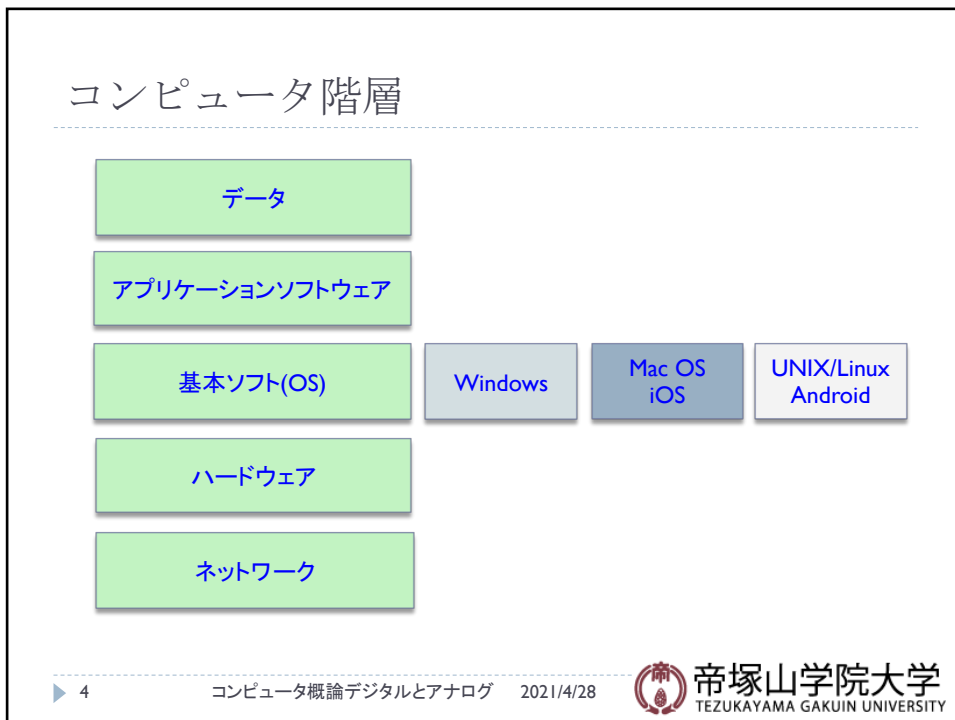 コンピュータ階層
データ
アプリケーションソフトウェア
基本ソフト(OS)
Windows
Mac OS
iOS
UNIX/Linux
Android
ハードウェア
ネットワーク
4
コンピュータ概論デジタルとアナログ
2021/4/28
帝
帝塚山学院大学
TEZUKAYAMA GAKUIN UNIVERSITY